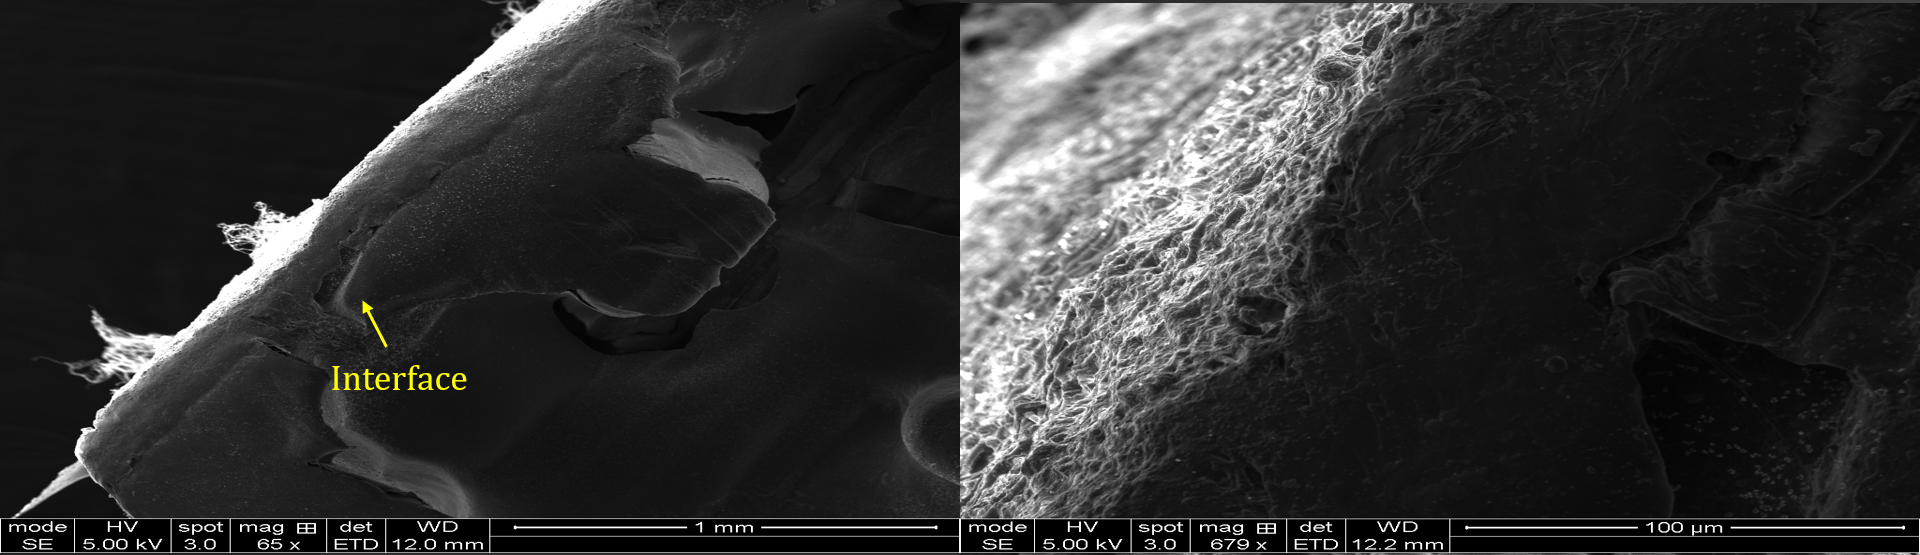 Interface
mode HV spot mag det WD 1 mm
SE 5.00 kV 3.0 65 x ETD 12.0 mm
mode HV spot mag det WD 100 µm
SE 5.00 kV 3.0 679 x ETD 12.2 mm